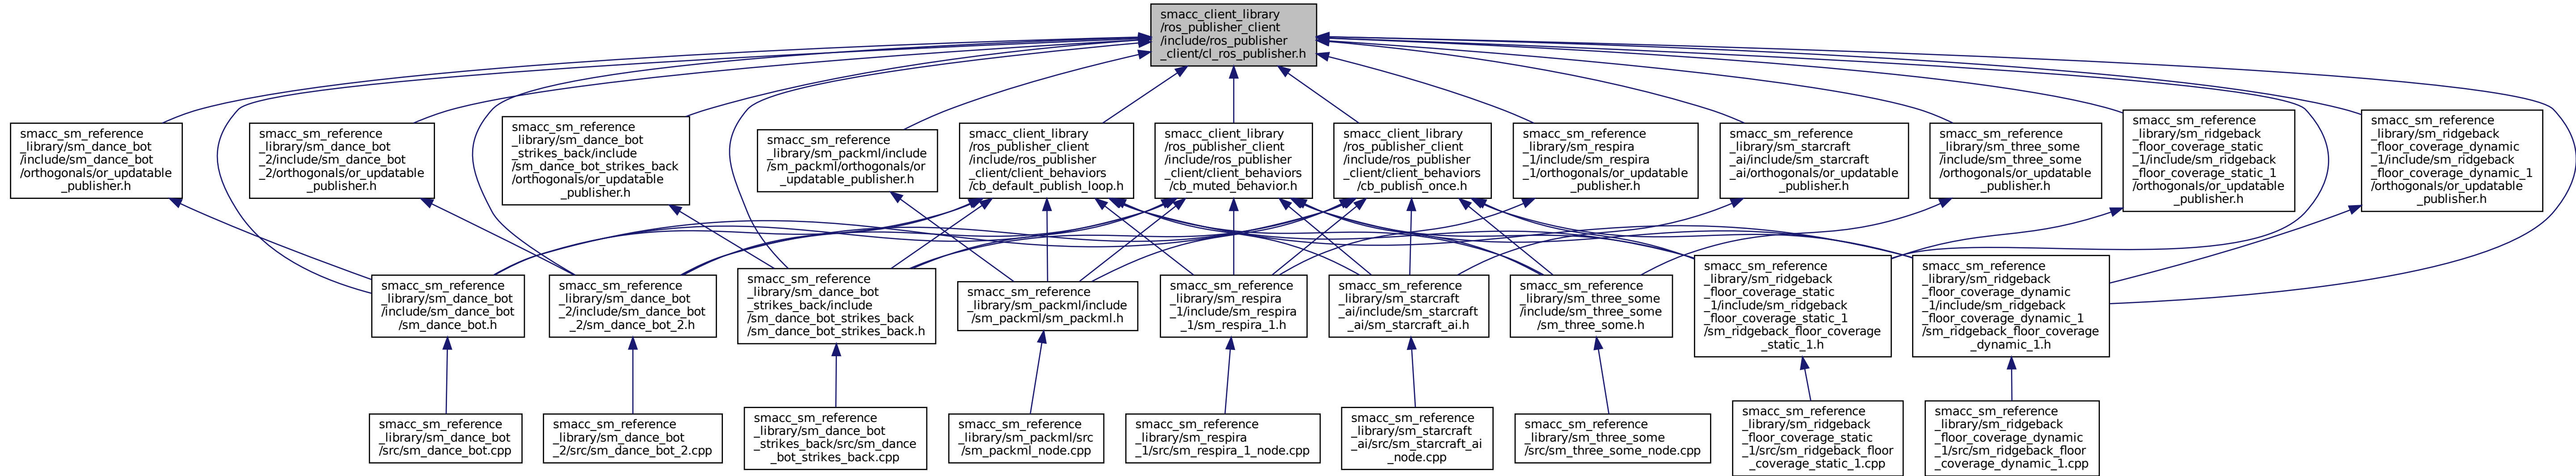 smacc_client_library
/ros_publisher_client
/include/ros_publisher
_client/cl_ros_publisher.h
smacc_sm_reference
_library/sm_dance_bot
/include/sm_dance_bot
/orthogonals/or_updatable
_publisher.h
smacc_sm_reference
_library/sm_dance_bot
_2/include/sm_dance_bot
_2/orthogonals/or_updatable
_publisher.h
smacc_sm_reference
_library/sm_dance_bot
_strikes_back/include
/sm_dance_bot_strikes_back
/orthogonals/or_updatable
_publisher.h
smacc_sm_reference
_library/sm_packml/include
/sm_packml/orthogonals/or
_updatable_publisher.h
smacc_client_library
/ros_publisher_client
/include/ros_publisher
_client/client_behaviors
/cb_default_publish_loop.h
smacc_client_library
/ros_publisher_client
/include/ros_publisher
_client/client_behaviors
/cb_muted_behavior.h
smacc_client_library
/ros_publisher_client
/include/ros_publisher
_client/client_behaviors
/cb_publish_once.h
smacc_sm_reference
_library/sm_respira
_1/include/sm_respira
_1/orthogonals/or_updatable
_publisher.h
smacc_sm_reference
_library/sm_starcraft
_ai/include/sm_starcraft
_ai/orthogonals/or_updatable
_publisher.h
smacc_sm_reference
_library/sm_three_some
/include/sm_three_some
/orthogonals/or_updatable
_publisher.h
smacc_sm_reference
_library/sm_ridgeback
_floor_coverage_static
_1/include/sm_ridgeback
_floor_coverage_static_1
/orthogonals/or_updatable
_publisher.h
smacc_sm_reference
_library/sm_ridgeback
_floor_coverage_dynamic
_1/include/sm_ridgeback
_floor_coverage_dynamic_1
/orthogonals/or_updatable
_publisher.h
smacc_sm_reference
_library/sm_dance_bot
/include/sm_dance_bot
/sm_dance_bot.h
smacc_sm_reference
_library/sm_dance_bot
_2/include/sm_dance_bot
_2/sm_dance_bot_2.h
smacc_sm_reference
_library/sm_dance_bot
_strikes_back/include
/sm_dance_bot_strikes_back
/sm_dance_bot_strikes_back.h
smacc_sm_reference
_library/sm_packml/include
/sm_packml/sm_packml.h
smacc_sm_reference
_library/sm_respira
_1/include/sm_respira
_1/sm_respira_1.h
smacc_sm_reference
_library/sm_starcraft
_ai/include/sm_starcraft
_ai/sm_starcraft_ai.h
smacc_sm_reference
_library/sm_three_some
/include/sm_three_some
/sm_three_some.h
smacc_sm_reference
_library/sm_ridgeback
_floor_coverage_static
_1/include/sm_ridgeback
_floor_coverage_static_1
/sm_ridgeback_floor_coverage
_static_1.h
smacc_sm_reference
_library/sm_ridgeback
_floor_coverage_dynamic
_1/include/sm_ridgeback
_floor_coverage_dynamic_1
/sm_ridgeback_floor_coverage
_dynamic_1.h
smacc_sm_reference
_library/sm_dance_bot
/src/sm_dance_bot.cpp
smacc_sm_reference
_library/sm_dance_bot
_2/src/sm_dance_bot_2.cpp
smacc_sm_reference
_library/sm_dance_bot
_strikes_back/src/sm_dance
_bot_strikes_back.cpp
smacc_sm_reference
_library/sm_packml/src
/sm_packml_node.cpp
smacc_sm_reference
_library/sm_respira
_1/src/sm_respira_1_node.cpp
smacc_sm_reference
_library/sm_starcraft
_ai/src/sm_starcraft_ai
_node.cpp
smacc_sm_reference
_library/sm_three_some
/src/sm_three_some_node.cpp
smacc_sm_reference
_library/sm_ridgeback
_floor_coverage_static
_1/src/sm_ridgeback_floor
_coverage_static_1.cpp
smacc_sm_reference
_library/sm_ridgeback
_floor_coverage_dynamic
_1/src/sm_ridgeback_floor
_coverage_dynamic_1.cpp